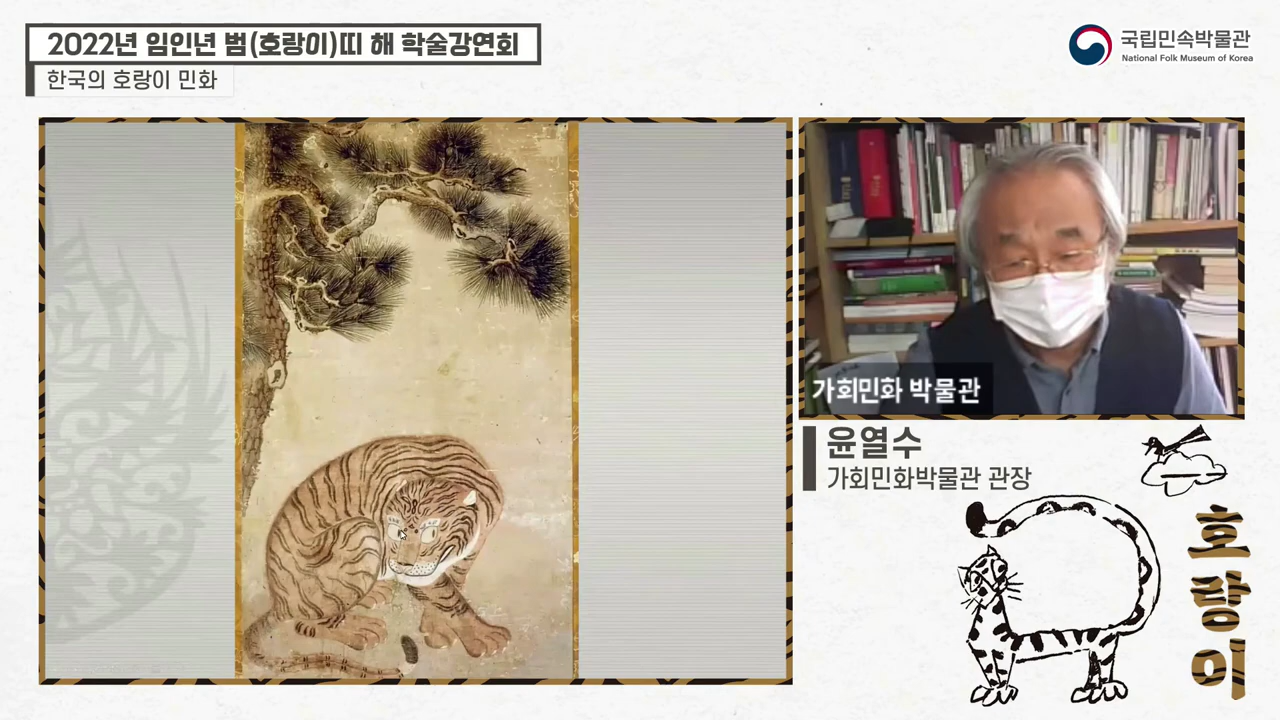 2022년 임인년 범(호랑이)띠 해 학술강연회
한국의 호랑이 민화
국립민속박물관
National Folk Museum of Korea
가회민화 박물관
윤열수
가회민화박물관 관장
호랑이